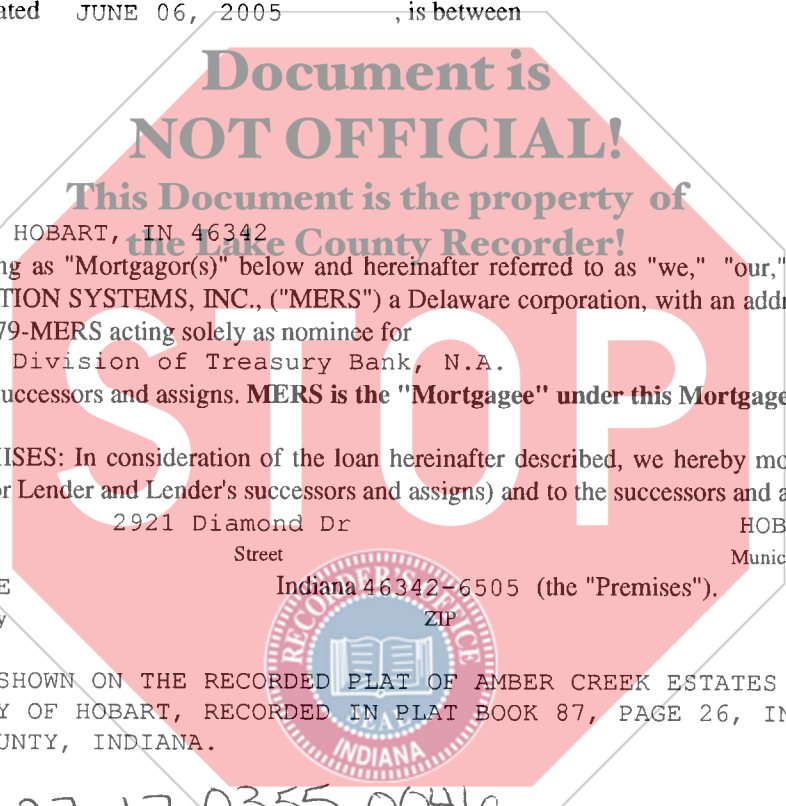 ated JUNE 06, 2005 , is between
Document is
NOT OFFICIAL!
This Document is the property of
the Lake County Recorder!
HOBART, IN 46342
ng as "Mortgagor(s)" below and hereinafter referred to as "we," "our,"
TION SYSTEMS, INC., ("MERS") a Delaware corporation, with an addr
79-MERS acting solely as nominee for
Division of Treasury Bank, N.A.
uccessors and assigns. MERS is the "Mortgagee" under this Mortgage
STOP
ISES: In consideration of the loan hereinafter described, we hereby mo
or Lender and Lender's successors and assigns) and to the successors and a
2921 Diamond Dr HOB
Street Munic
E Indiana 46342-6505 (the "Premises").
y ZIP
RECORDER'S OFFICE
SEAL
INDIANA
SHOWN ON THE RECORDED PLAT OF AMBER CREEK ESTATES
Y OF HOBART, RECORDED IN PLAT BOOK 87, PAGE 26, IN
UNTY, INDIANA.
27-17-0355-0046